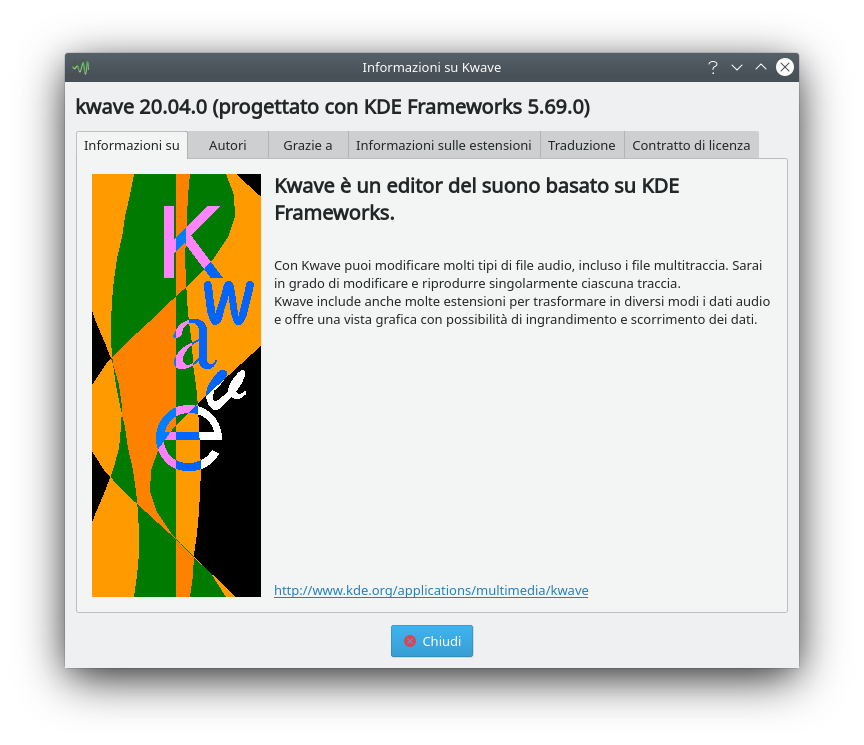 Informazioni su Kwave
kwave 20.04.0 (progettato con KDE Frameworks 5.69.0)
Informazioni su Autori Grazie a Informazioni sulle estensioni Traduzione Contratto di licenza
Kwave
Kwave è un editor del suono basato su KDE
Frameworks.
Con Kwave puoi modificare molti tipi di file audio, incluso i file multitraccia. Sarai
in grado di modificare e riprodurre singolarmente ciascuna traccia.
Kwave include anche molte estensioni per trasformare in diversi modi i dati audio
e offre una vista grafica con possibilità di ingrandimento e scorrimento dei dati.
http://www.kde.org/applications/multimedia/kwave
Chiudi